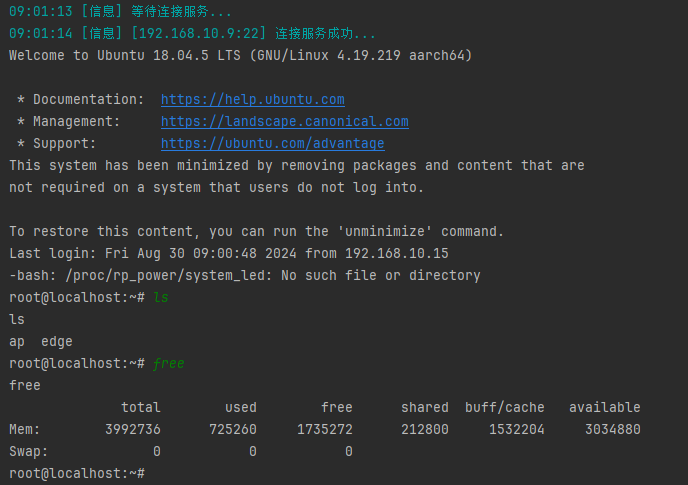 09:01:13 [信息] 等待连接服务...
09:01:14 [信息] [192.168.10.9:22] 连接服务成功...
Welcome to Ubuntu 18.04.5 LTS (GNU/Linux 4.19.219 aarch64)
* Documentation:  https://help.ubuntu.com
* Management:     https://landscape.canonical.com
* Support:        https://ubuntu.com/advantage
This system has been minimized by removing packages and content that are
not required on a system that users do not log into.
To restore this content, you can run the 'unminimize' command.
Last login: Fri Aug 30 09:00:48 2024 from 192.168.10.15
-bash: /proc/rp_power/system_led: No such file or directory
root@localhost:~# ls
ls
ap  edge
root@localhost:~# free
free
              total        used        free      shared  buff/cache   available
Mem:        3992736      725260     1735272      212800     1532204     3034880
Swap:             0           0           0
root@localhost:~#